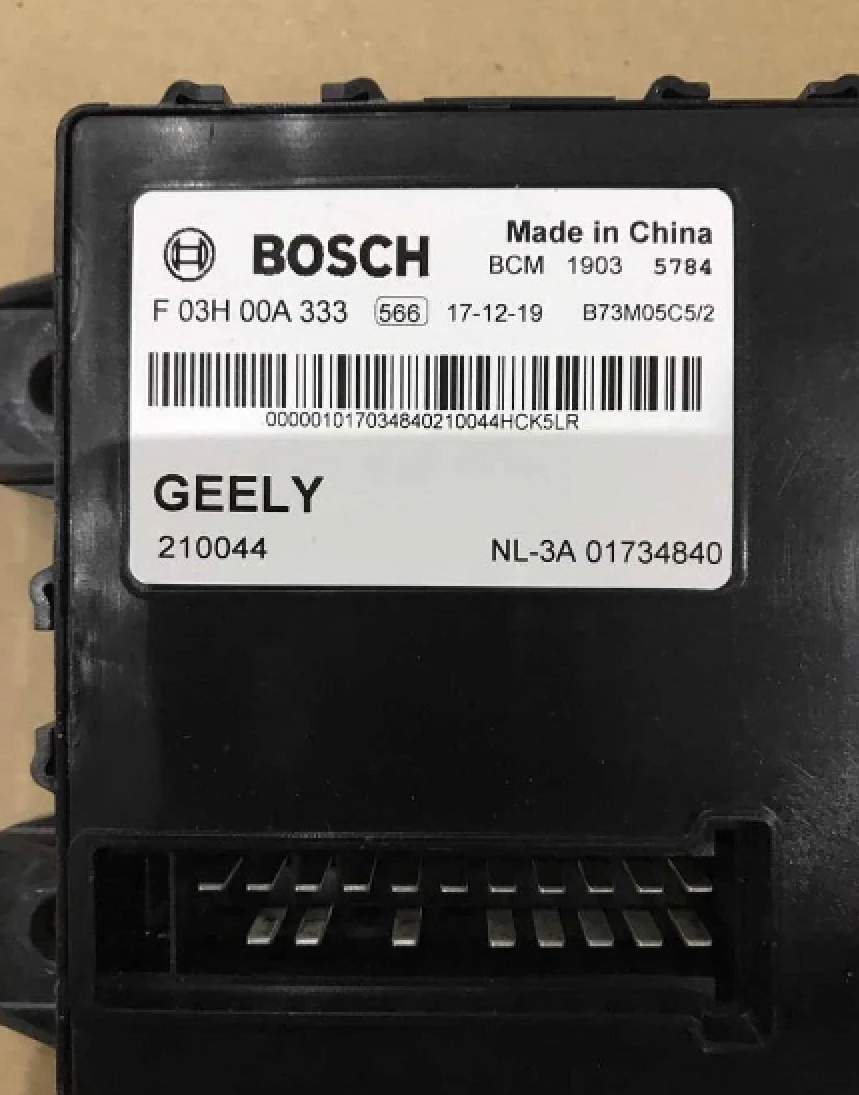 BOSCH Made in China
BCM 1903 5784
F 03H 00A 333 566 17-12-19 B73M05C5/2
000001017034840210044HCK5LR
GEELY
210044 NL-3A 01734840